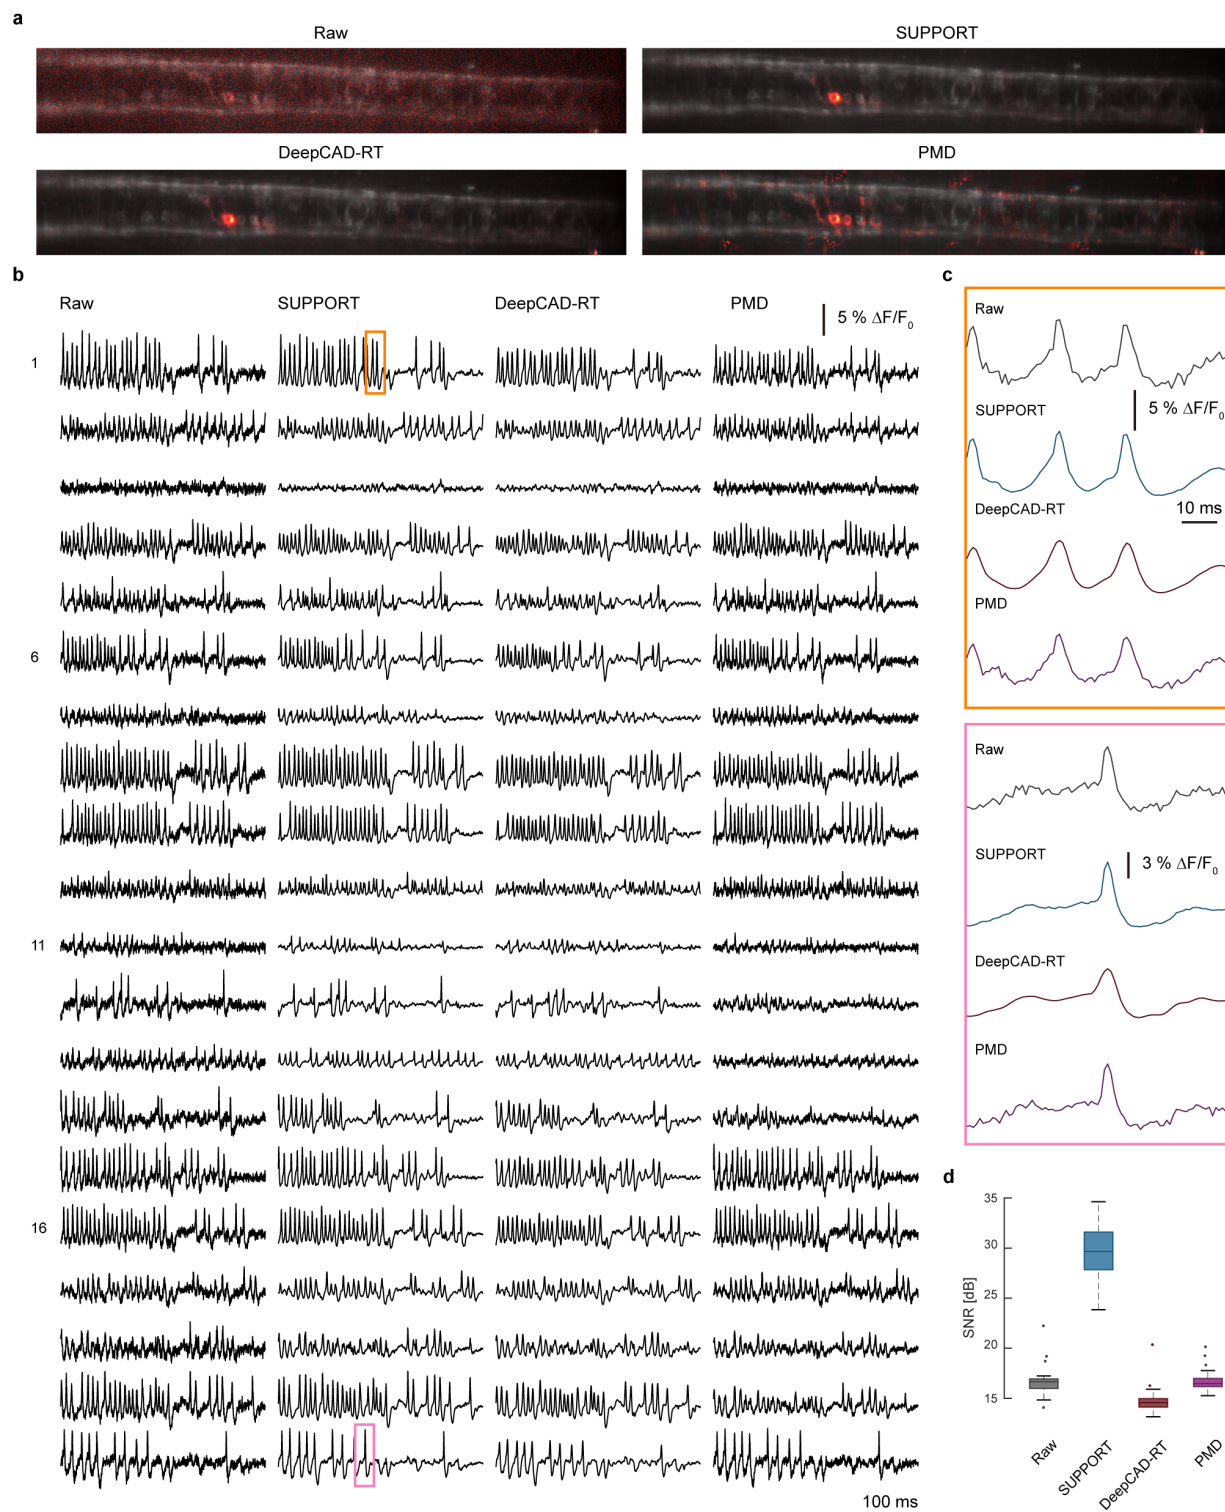 a
Raw
SUPPORT
DeepCAD-RT
PMD
b
Raw
SUPPORT
DeepCAD-RT
PMD
5 % ΔF/F₀
1
6
11
16
100 ms
c
Raw
SUPPORT
5 % ΔF/F₀
DeepCAD-RT
10 ms
PMD
Raw
SUPPORT
3 % ΔF/F₀
DeepCAD-RT
PMD
d
35
30
25
20
15
SNR [dB]
Raw
SUPPORT
DeepCAD-RT
PMD